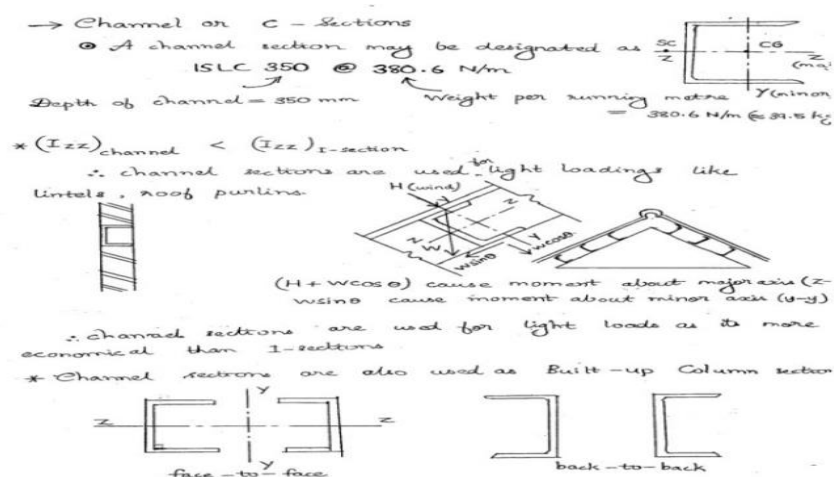 → Channel or C - Sections
⊙ A channel section may be designated as
ISLC 350 @ 380.6 N/m
SC
CG
Z
Z
(maj
Y (minor
Depth of channel = 350 mm
Weight per running metre
= 380.6 N/m (≈ 39.5 kg
* (Izz)channel < (Izz)I-section
∴ channel sections are used for light loadings like
lintels, roof purlins.
H (wind)
Y
Z
Z
W
Y
wcosθ
wsinθ
(H + wcosθ) cause moment about major axis (z-
wsinθ cause moment about minor axis (y-y)
∴ channel sections are used for light loads as its more
economical than I-sections
* Channel sections are also used as Built-up Column section
Y
Z
Z
Y
face-to-face
back-to-back